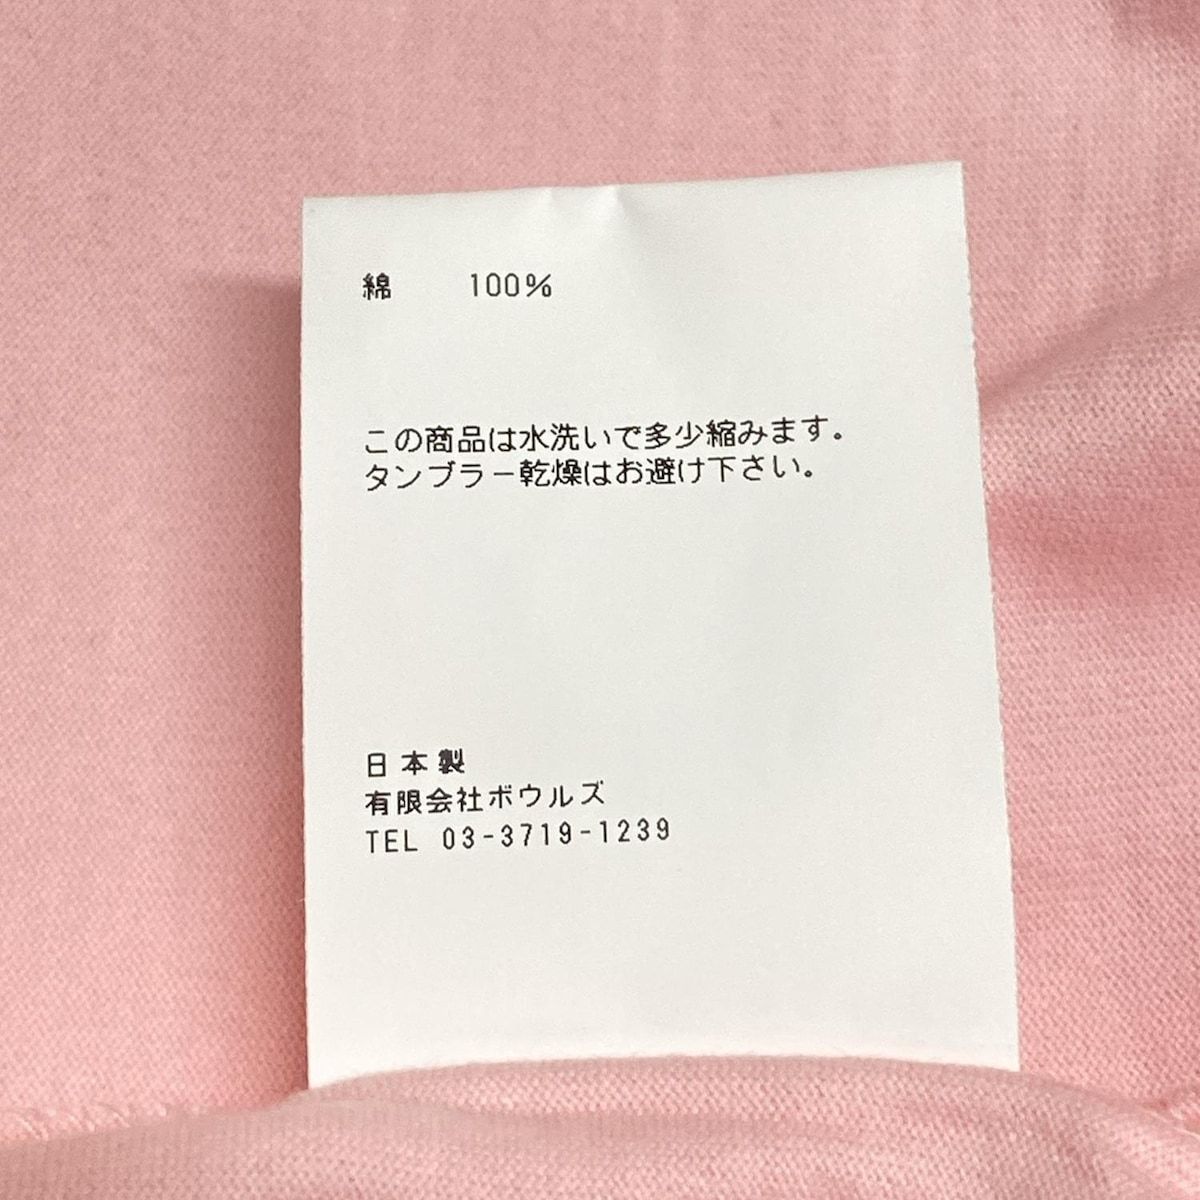 綿 100%
この商品は水洗いで多少縮みます。
タンブラー乾燥はお避け下さい。
日本製
有限会社ボウルズ
TEL 03-3719-1239